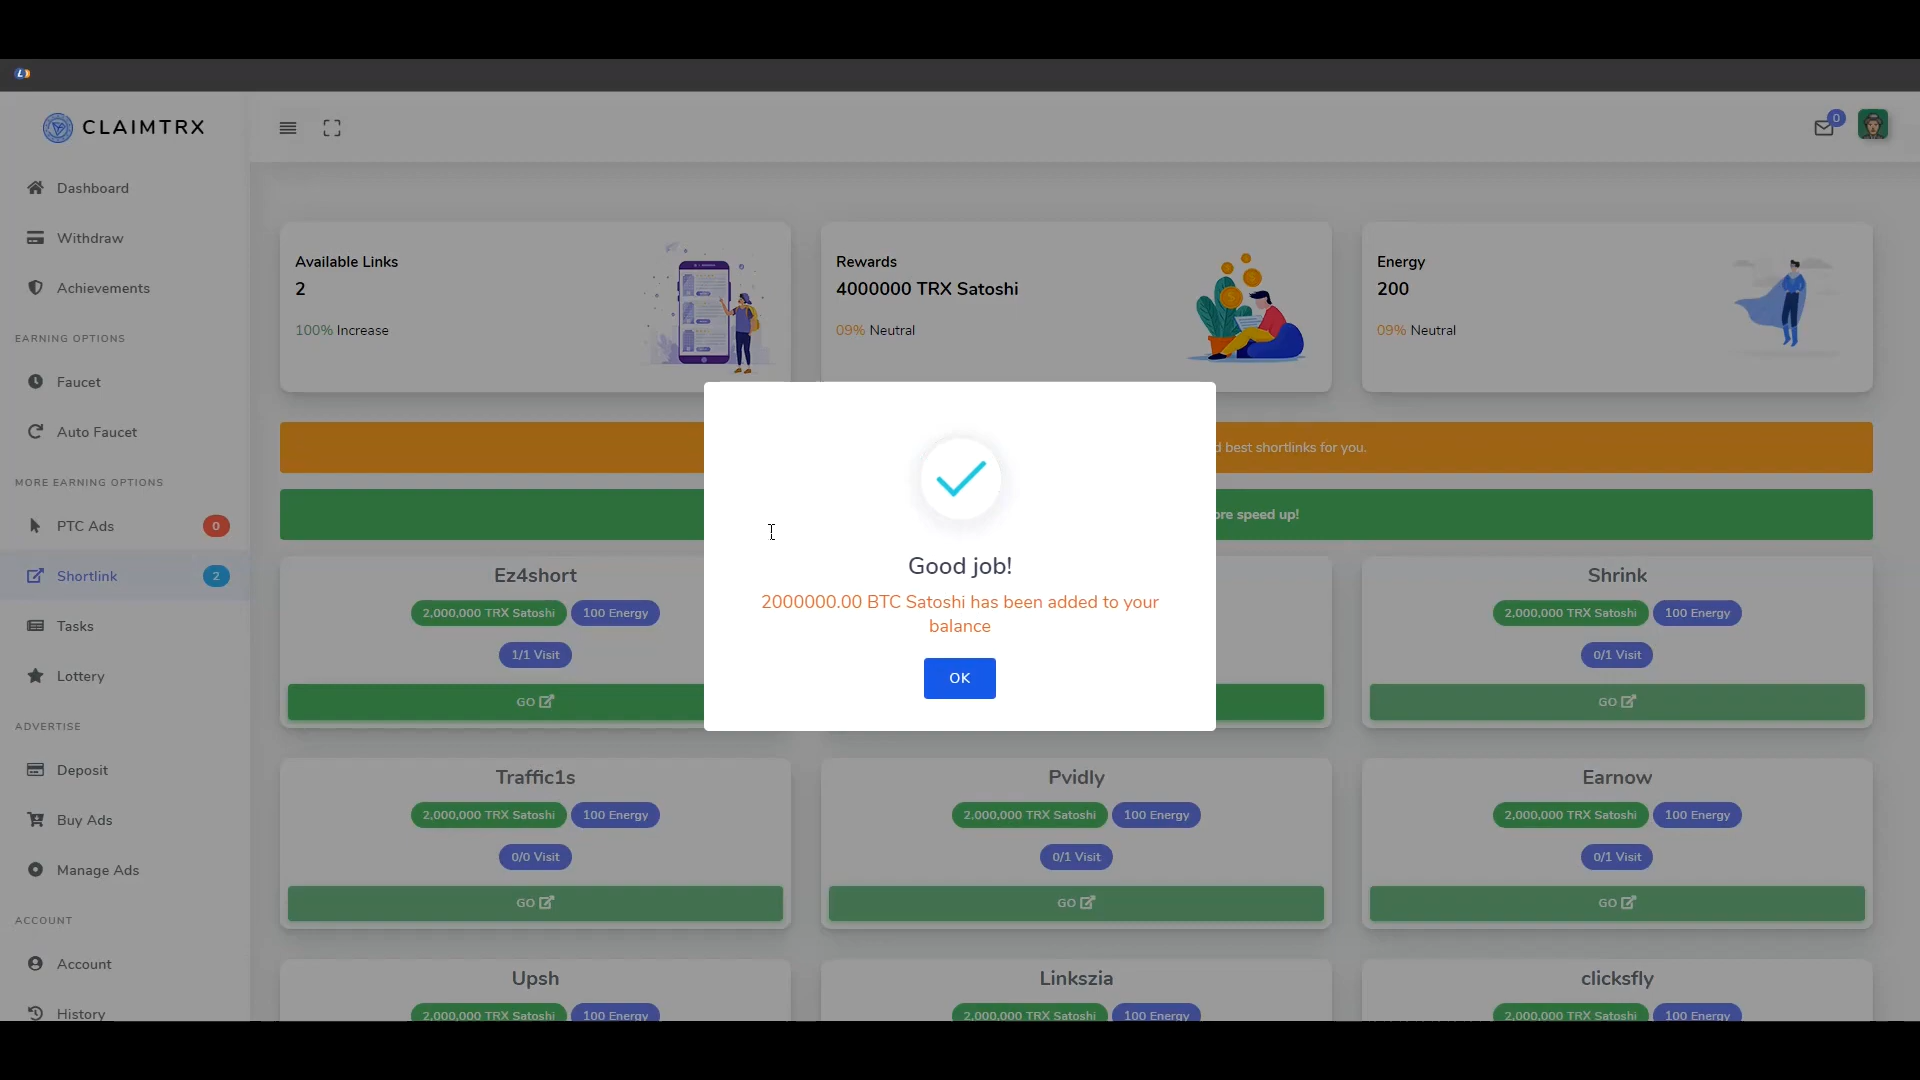 CLAIMTRX
0
Dashboard
Withdraw
Achievements
EARNING OPTIONS
Faucet
Auto Faucet
MORE EARNING OPTIONS
PTC Ads 0
Shortlink 2
Tasks
Lottery
ADVERTISE
Deposit
Buy Ads
Manage Ads
ACCOUNT
Account
History
Available Links
2
100% Increase
Rewards
4000000 TRX Satoshi
09% Neutral
Energy
200
09% Neutral
best shortlinks for you.
speed up!
Good job!
2000000.00 BTC Satoshi has been added to your
balance
OK
Ez4short
2,000,000 TRX Satoshi 100 Energy
1/1 Visit
GO
Shrink
2,000,000 TRX Satoshi 100 Energy
0/1 Visit
GO
Traffic1s
2,000,000 TRX Satoshi 100 Energy
0/0 Visit
GO
Pvidly
2,000,000 TRX Satoshi 100 Energy
0/1 Visit
GO
Earnow
2,000,000 TRX Satoshi 100 Energy
0/1 Visit
GO
Upsh
2,000,000 TRX Satoshi 100 Energy
Linkszia
2,000,000 TRX Satoshi 100 Energy
clicksfly
2,000,000 TRX Satoshi 100 Energy